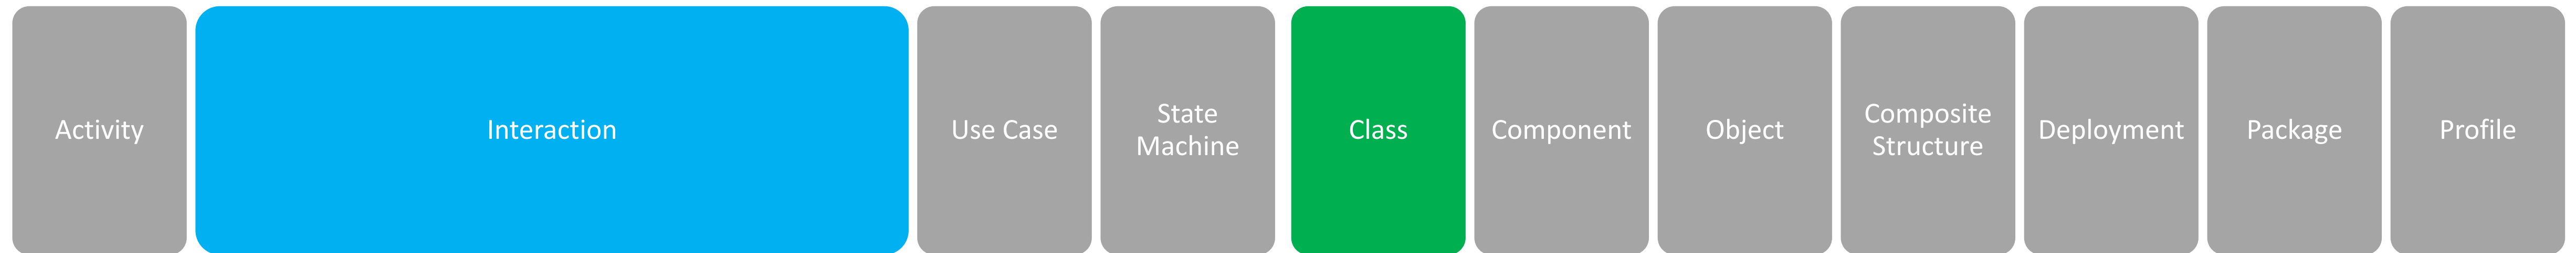 Activity
Interaction
Use Case
State
Machine
Class
Component
Object
Composite
Structure
Deployment
Package
Profile